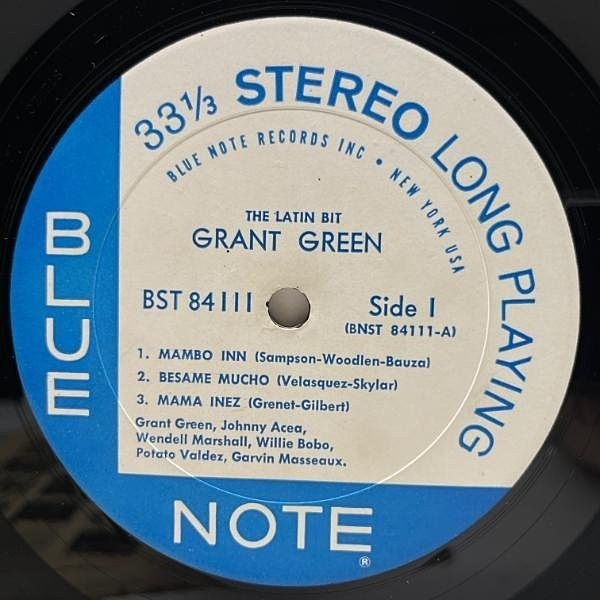 33⅓ STEREO LONG PLAYING
BLUE NOTE RECORDS INC • NEW YORK USA
THE LATIN BIT
GRANT GREEN
BST 84111
Side 1
(BNST 84111-A)
1. MAMBO INN (Sampson-Woodlen-Bauza)
2. BESAME MUCHO (Velasquez-Skylar)
3. MAMA INEZ (Grenet-Gilbert)
Grant Green, Johnny Acea,
Wendell Marshall, Willie Bobo,
Potato Valdez, Garvin Masseaux.
BLUE
NOTE ®